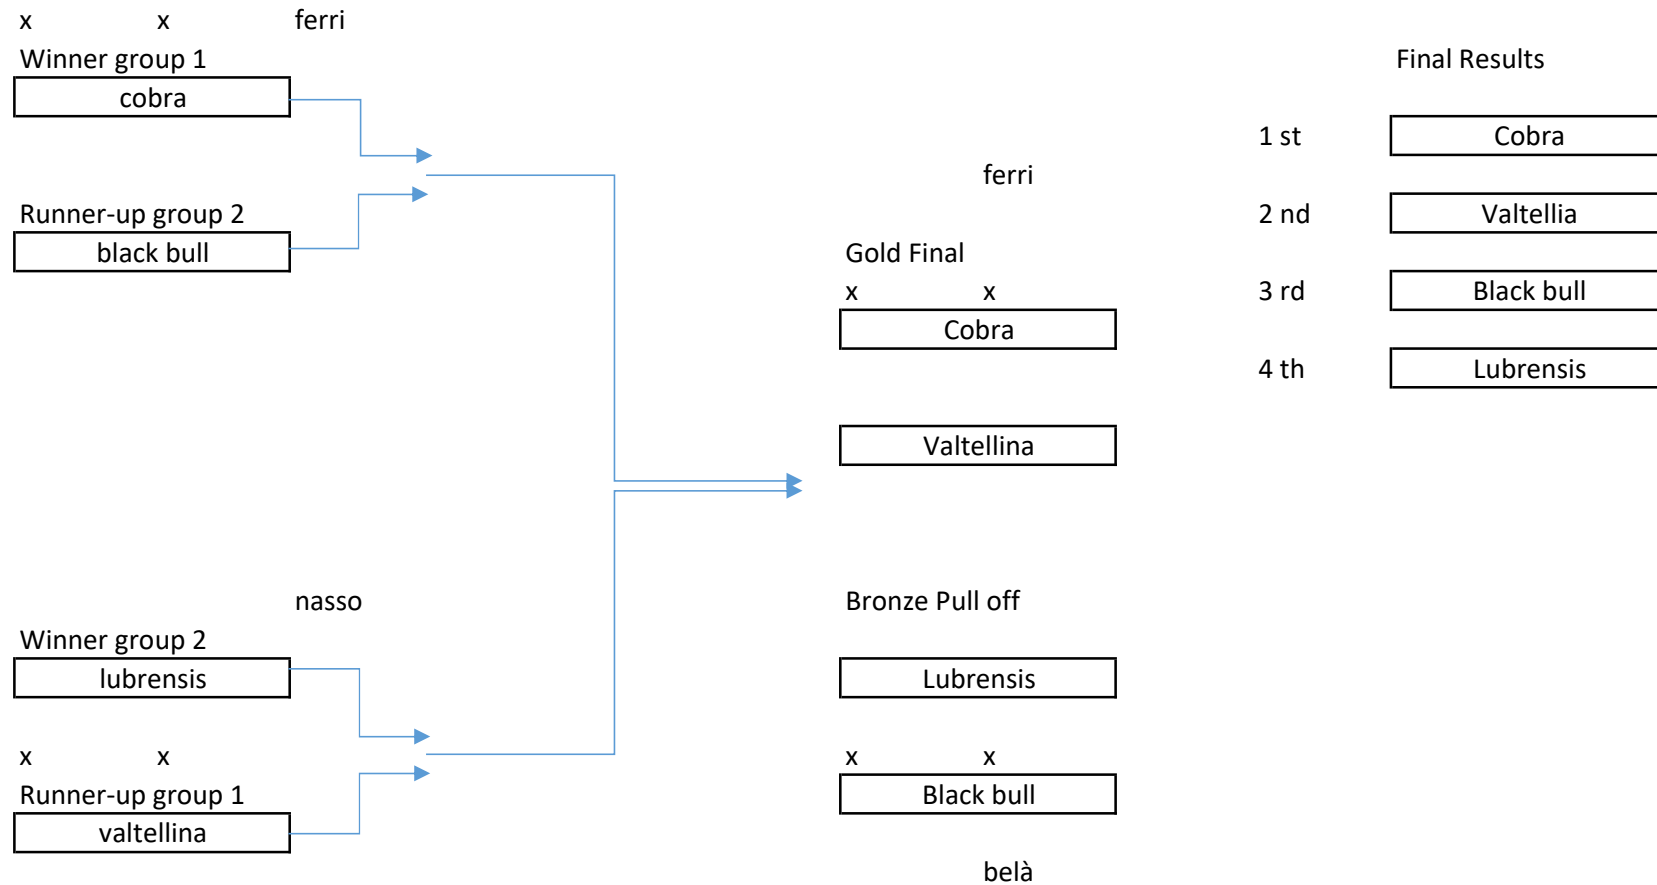 x x ferri
Winner group 1
cobra
Runner-up group 2
black bull
nasso
Winner group 2
lubrensis
x x
Runner-up group 1
valtellina
ferri
Gold Final
x x
Cobra
Valtellina
Bronze Pull off
Lubrensis
x x
Black bull
belà
Final Results
1 st Cobra
2 nd Valtellia
3 rd Black bull
4 th Lubrensis